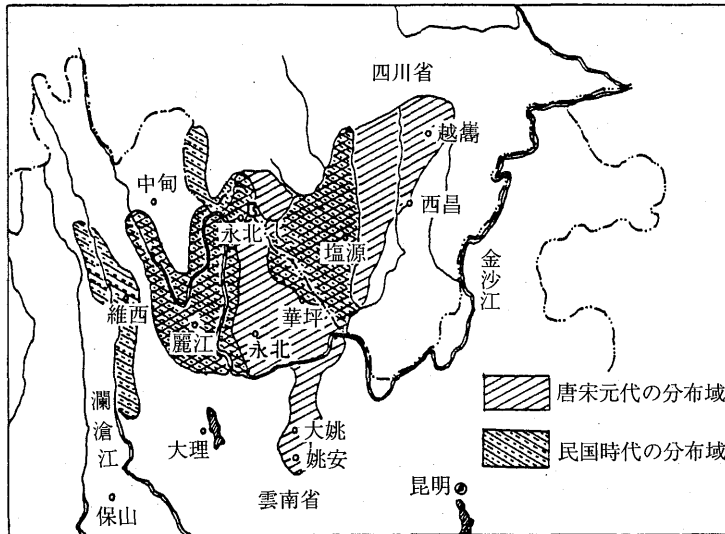 四川省
越嶲
中甸
西昌
永北
塩源
金沙江
維西
華坪
麗江
永北
唐宋元代の分布域
瀾滄江
大姚
大理
民国時代の分布域
姚安
昆明
雲南省
保山